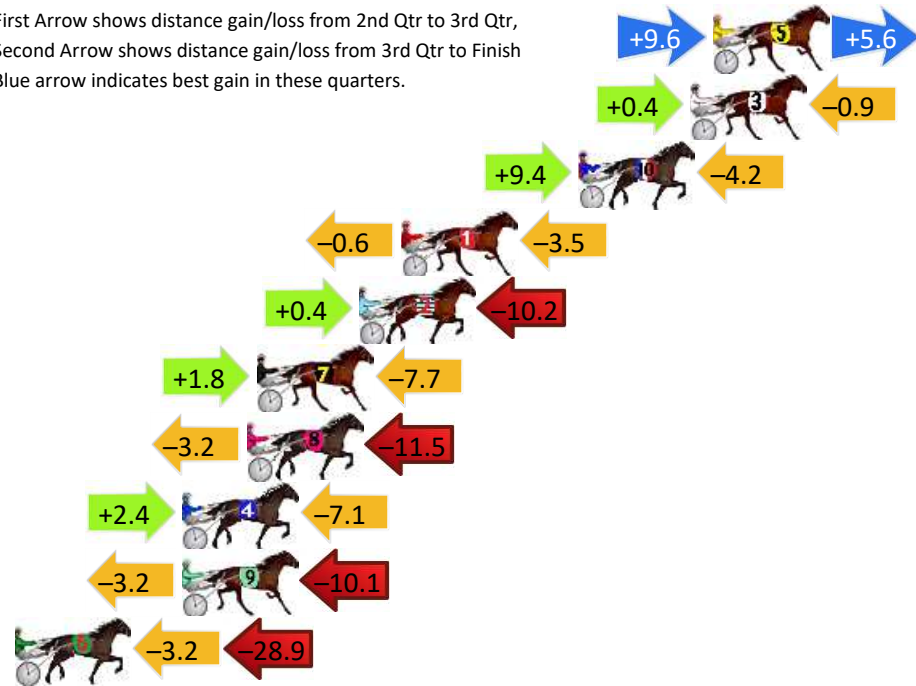 First Arrow shows distance gain/loss from 2nd Qtr to 3rd Qtr,
Second Arrow shows distance gain/loss from 3rd Qtr to Finish
Blue arrow indicates best gain in these quarters.
+9.6 5 +5.6
+0.4 3 –0.9
+9.4 10 –4.2
–0.6 1 –3.5
+0.4 2 –10.2
+1.8 7 –7.7
–3.2 8 –11.5
+2.4 4 –7.1
–3.2 9 –10.1
6 –3.2 –28.9